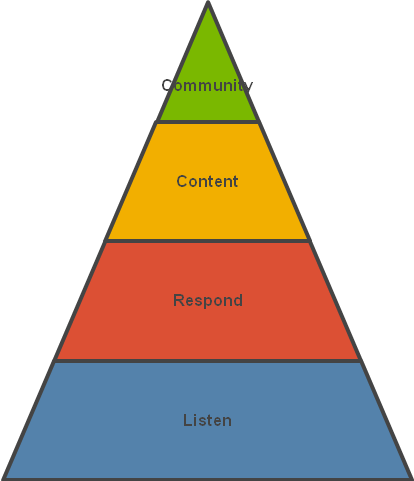 Community
Content
Respond
Listen